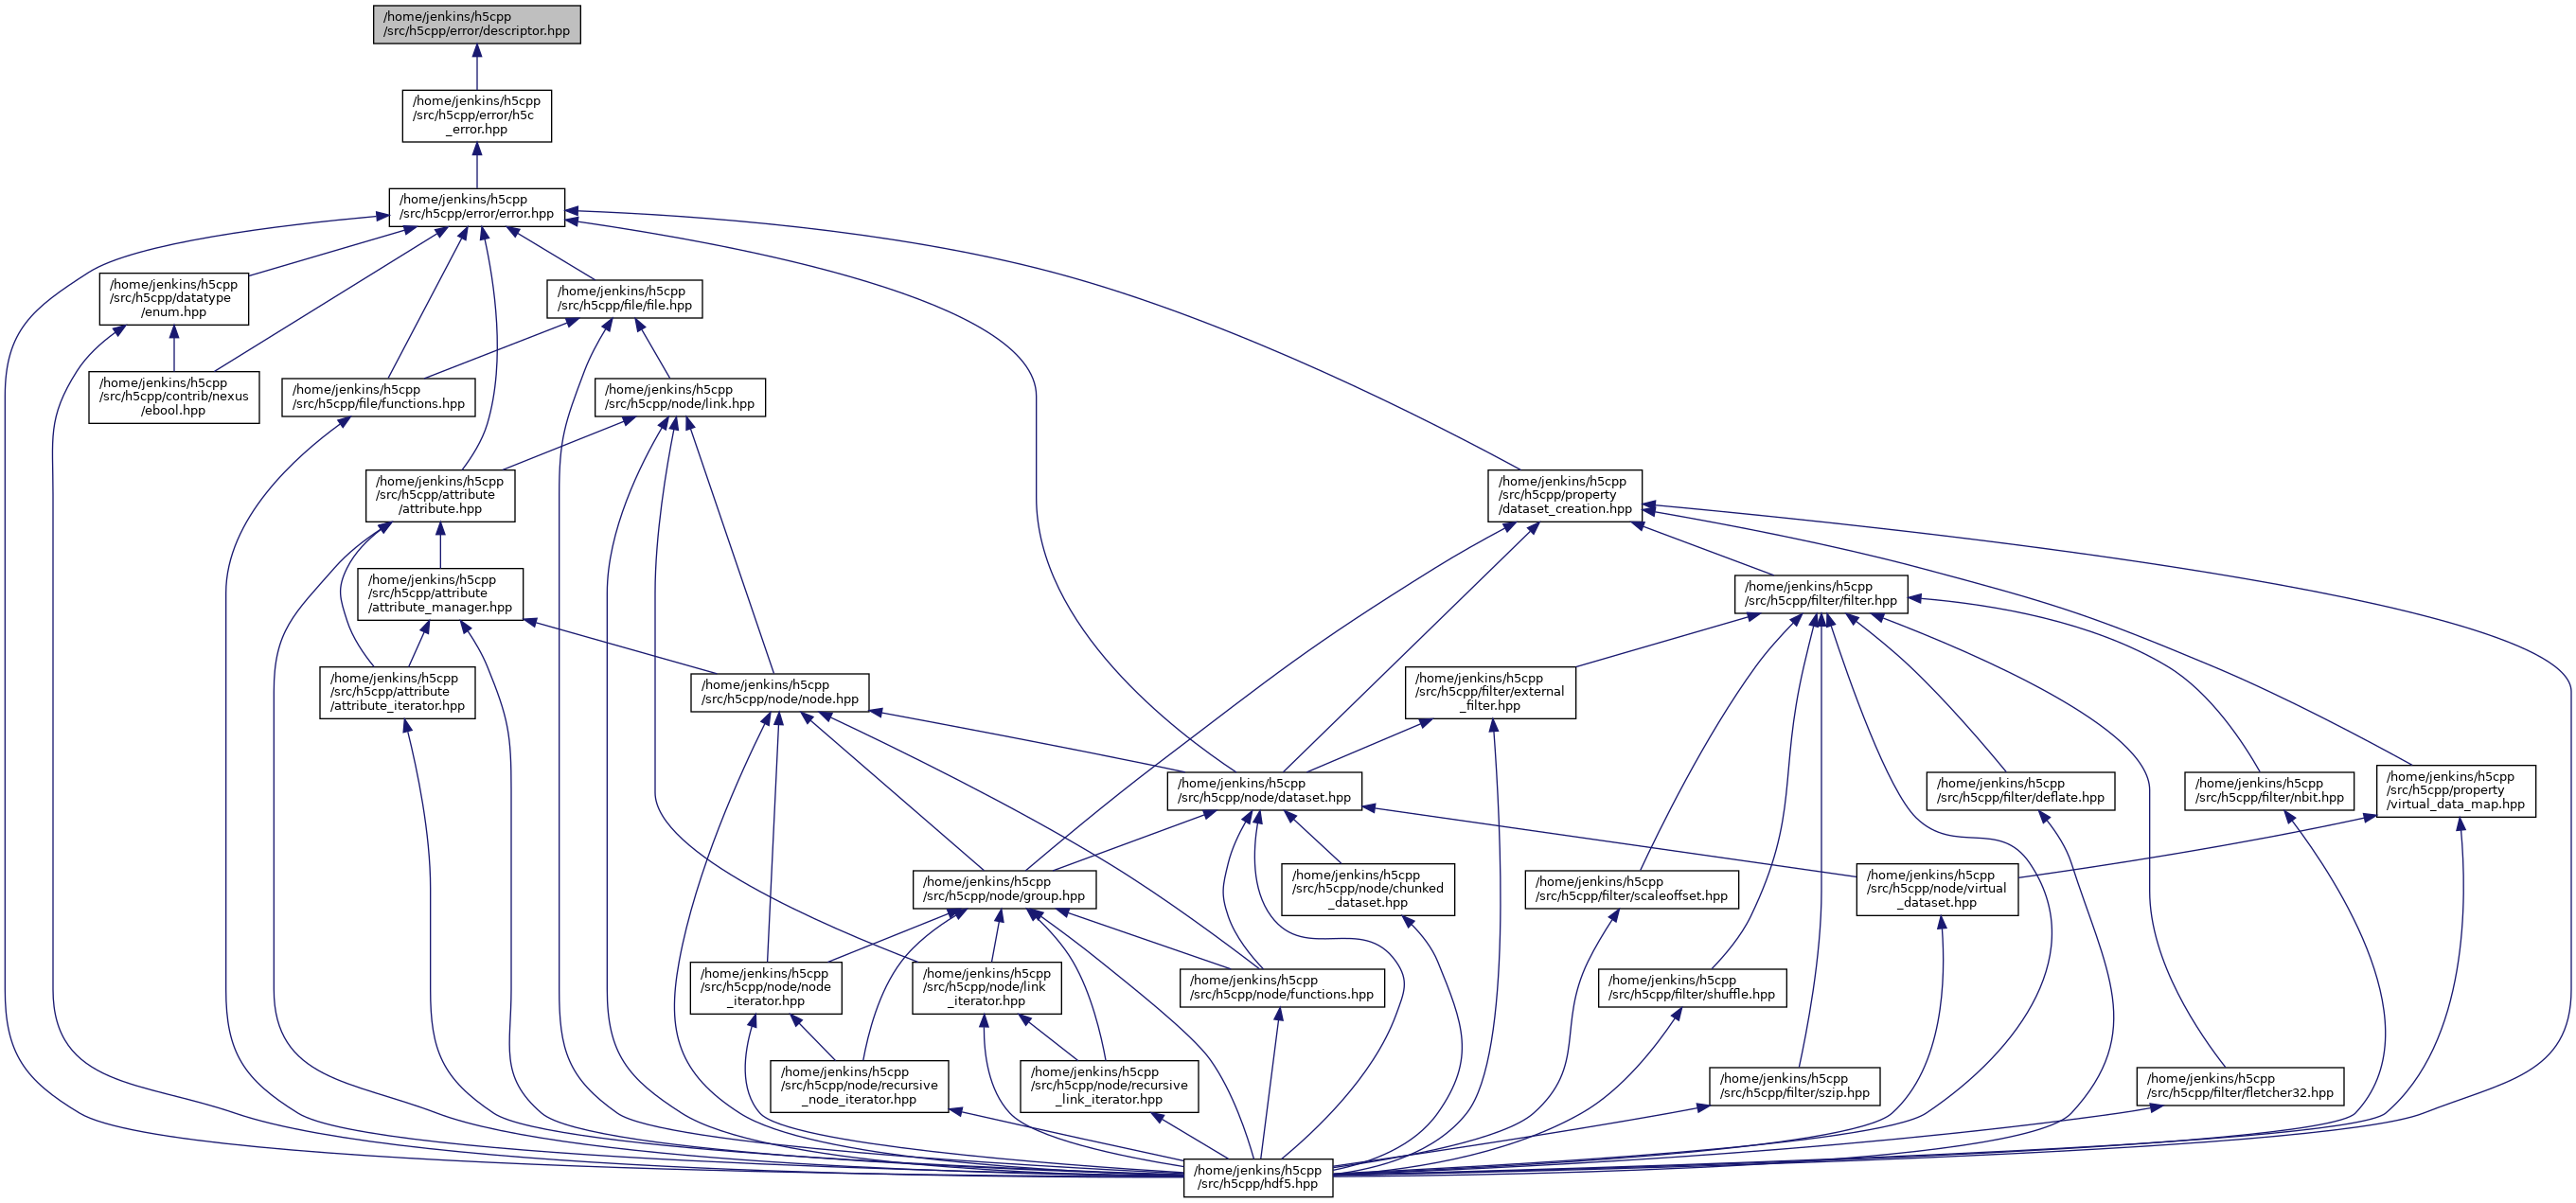 /home/jenkins/h5cpp
/src/h5cpp/error/descriptor.hpp
/home/jenkins/h5cpp
/src/h5cpp/error/h5c
_error.hpp
/home/jenkins/h5cpp
/src/h5cpp/error/error.hpp
/home/jenkins/h5cpp
/src/h5cpp/datatype
/enum.hpp
/home/jenkins/h5cpp
/src/h5cpp/file/file.hpp
/home/jenkins/h5cpp
/src/h5cpp/contrib/nexus
/ebool.hpp
/home/jenkins/h5cpp
/src/h5cpp/file/functions.hpp
/home/jenkins/h5cpp
/src/h5cpp/node/link.hpp
/home/jenkins/h5cpp
/src/h5cpp/attribute
/attribute.hpp
/home/jenkins/h5cpp
/src/h5cpp/property
/dataset_creation.hpp
/home/jenkins/h5cpp
/src/h5cpp/attribute
/attribute_manager.hpp
/home/jenkins/h5cpp
/src/h5cpp/filter/filter.hpp
/home/jenkins/h5cpp
/src/h5cpp/attribute
/attribute_iterator.hpp
/home/jenkins/h5cpp
/src/h5cpp/node/node.hpp
/home/jenkins/h5cpp
/src/h5cpp/filter/external
_filter.hpp
/home/jenkins/h5cpp
/src/h5cpp/node/dataset.hpp
/home/jenkins/h5cpp
/src/h5cpp/filter/deflate.hpp
/home/jenkins/h5cpp
/src/h5cpp/filter/nbit.hpp
/home/jenkins/h5cpp
/src/h5cpp/property
/virtual_data_map.hpp
/home/jenkins/h5cpp
/src/h5cpp/node/group.hpp
/home/jenkins/h5cpp
/src/h5cpp/node/chunked
_dataset.hpp
/home/jenkins/h5cpp
/src/h5cpp/filter/scaleoffset.hpp
/home/jenkins/h5cpp
/src/h5cpp/node/virtual
_dataset.hpp
/home/jenkins/h5cpp
/src/h5cpp/node/node
_iterator.hpp
/home/jenkins/h5cpp
/src/h5cpp/node/link
_iterator.hpp
/home/jenkins/h5cpp
/src/h5cpp/node/functions.hpp
/home/jenkins/h5cpp
/src/h5cpp/filter/shuffle.hpp
/home/jenkins/h5cpp
/src/h5cpp/node/recursive
_node_iterator.hpp
/home/jenkins/h5cpp
/src/h5cpp/node/recursive
_link_iterator.hpp
/home/jenkins/h5cpp
/src/h5cpp/filter/szip.hpp
/home/jenkins/h5cpp
/src/h5cpp/filter/fletcher32.hpp
/home/jenkins/h5cpp
/src/h5cpp/hdf5.hpp